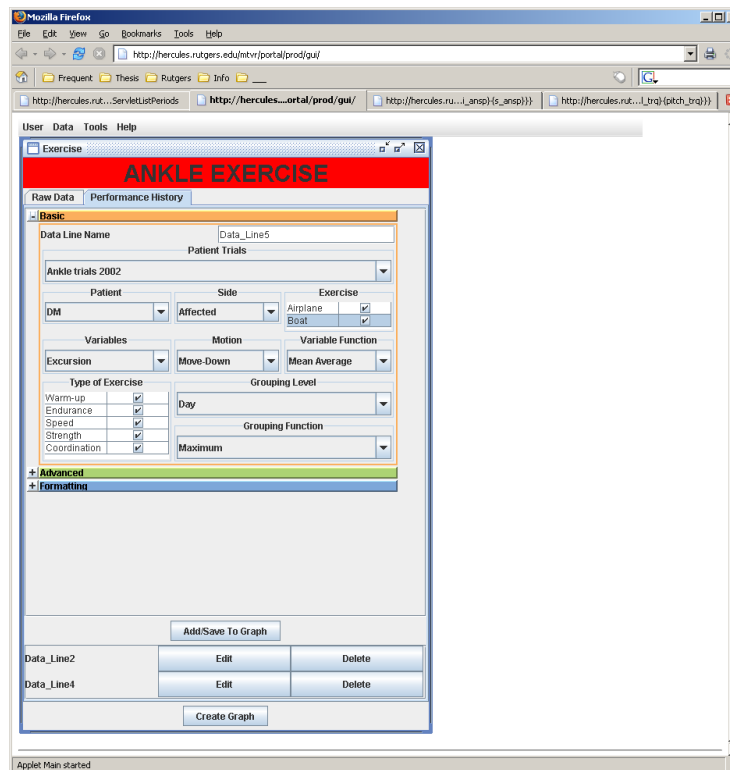 Mozilla Firefox
File Edit View Go Bookmarks Tools Help
http://hercules.rutgers.edu/mtvr/portal/prod/gui/
Frequent Thesis Rutgers Info __
G
http://hercules.rut...ServletListPeriods http://hercules....ortal/prod/gui/ http://hercules.ru...i_ansp}{s_ansp}}} http://hercules.rut...l_trq}{pitch_trq}}}
User Data Tools Help
Exercise
ANKLE EXERCISE
Raw Data Performance History
- Basic
Data Line Name Data_Line5
Patient Trials
Ankle trials 2002
Patient Side Exercise
DM Affected Airplane
Boat
Variables Motion Variable Function
Excursion Move-Down Mean Average
Type of Exercise Grouping Level
Warm-up
Endurance
Speed
Strength
Coordination
Day
Grouping Function
Maximum
+ Advanced
+ Formatting
Add/Save To Graph
Data_Line2 Edit Delete
Data_Line4 Edit Delete
Create Graph
Applet Main started